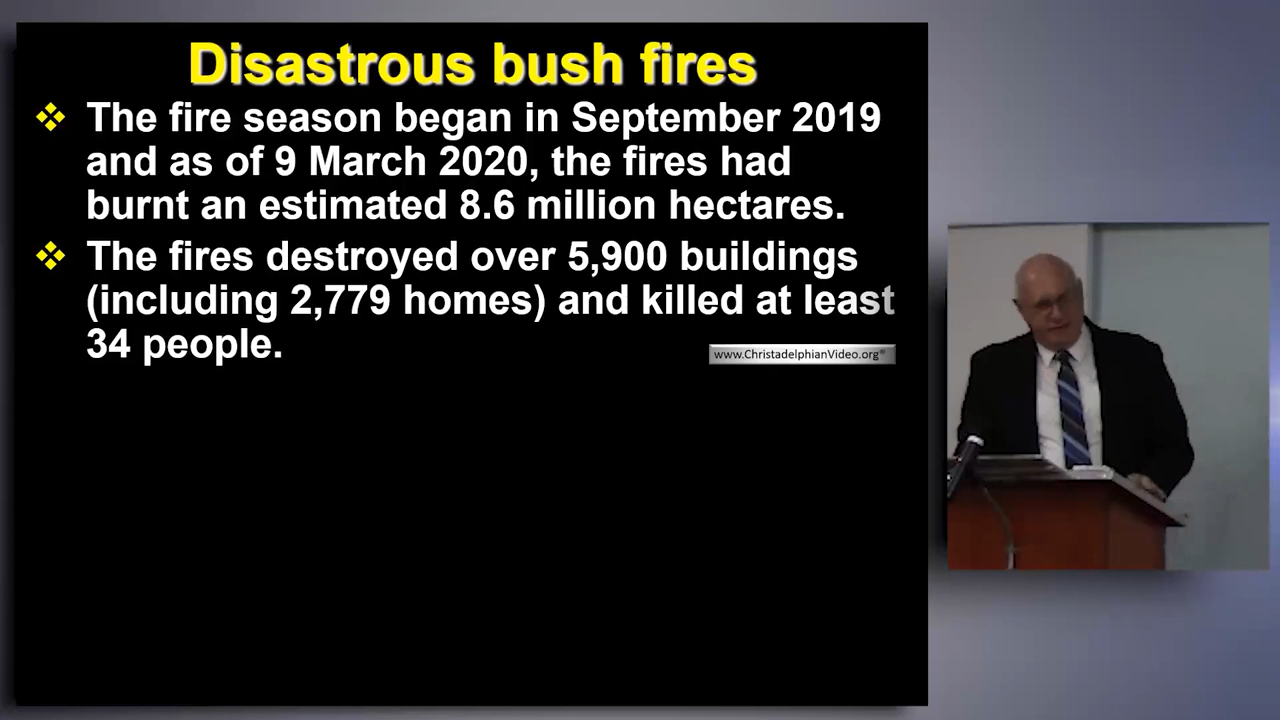 Disastrous bush fires
The fire season began in September 2019
and as of 9 March 2020, the fires had
burnt an estimated 8.6 million hectares.
The fires destroyed over 5,900 buildings
(including 2,779 homes) and killed at least
34 people.
www.ChristadelphianVideo.org®